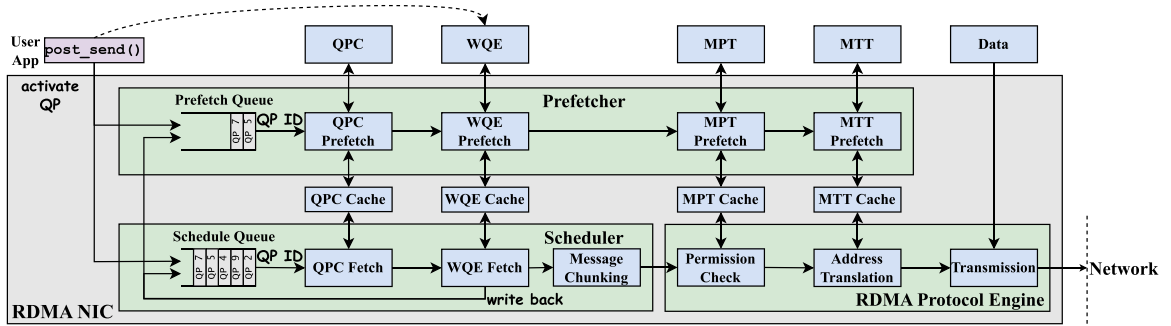 User
App
post_send()
QPC
WQE
MPT
MTT
Data
activate
QP
Prefetch Queue
Prefetcher
QP 7
QP 5
QP ID
QPC
Prefetch
WQE
Prefetch
MPT
Prefetch
MTT
Prefetch
QPC Cache
WQE Cache
MPT Cache
MTT Cache
Schedule Queue
Scheduler
QP 7
QP 5
QP 4
QP 9
QP 2
QP ID
QPC Fetch
WQE Fetch
Message
Chunking
Permission
Check
Address
Translation
Transmission
Network
write back
RDMA Protocol Engine
RDMA NIC